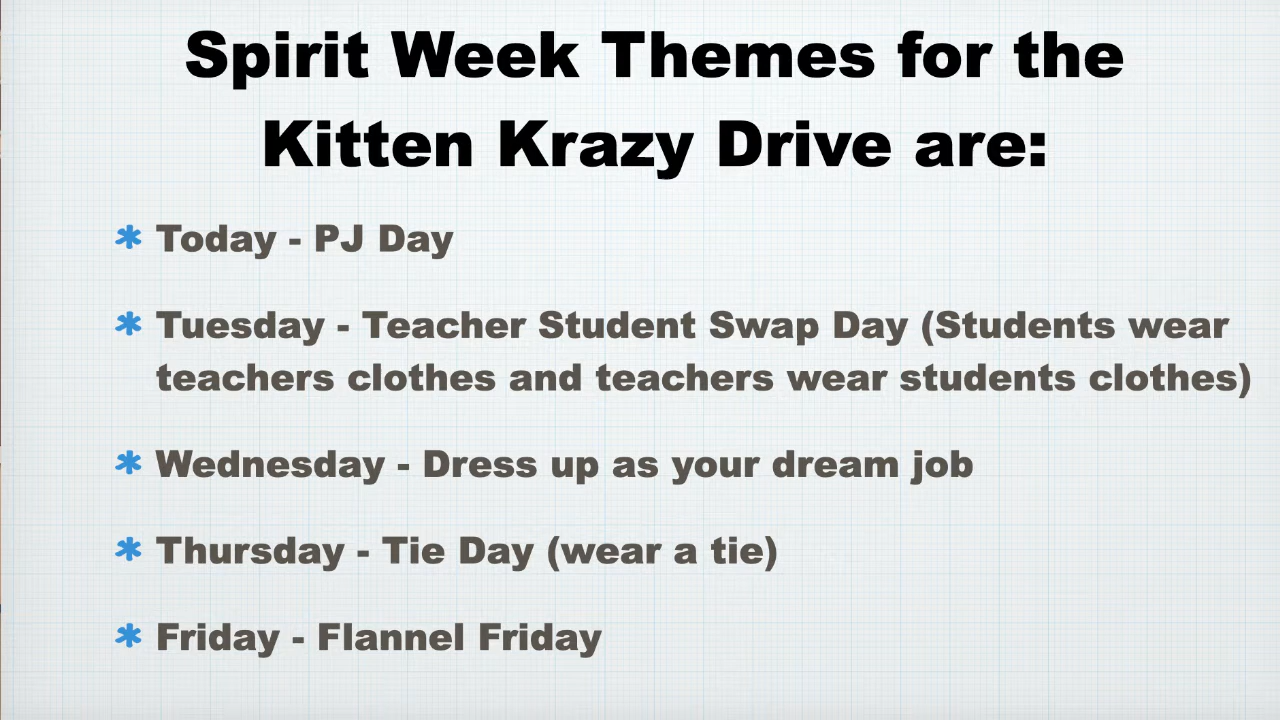 Spirit Week Themes for the
Kitten Krazy Drive are:
* Today - PJ Day
* Tuesday - Teacher Student Swap Day (Students wear
teachers clothes and teachers wear students clothes)
* Wednesday - Dress up as your dream job
* Thursday - Tie Day (wear a tie)
* Friday - Flannel Friday